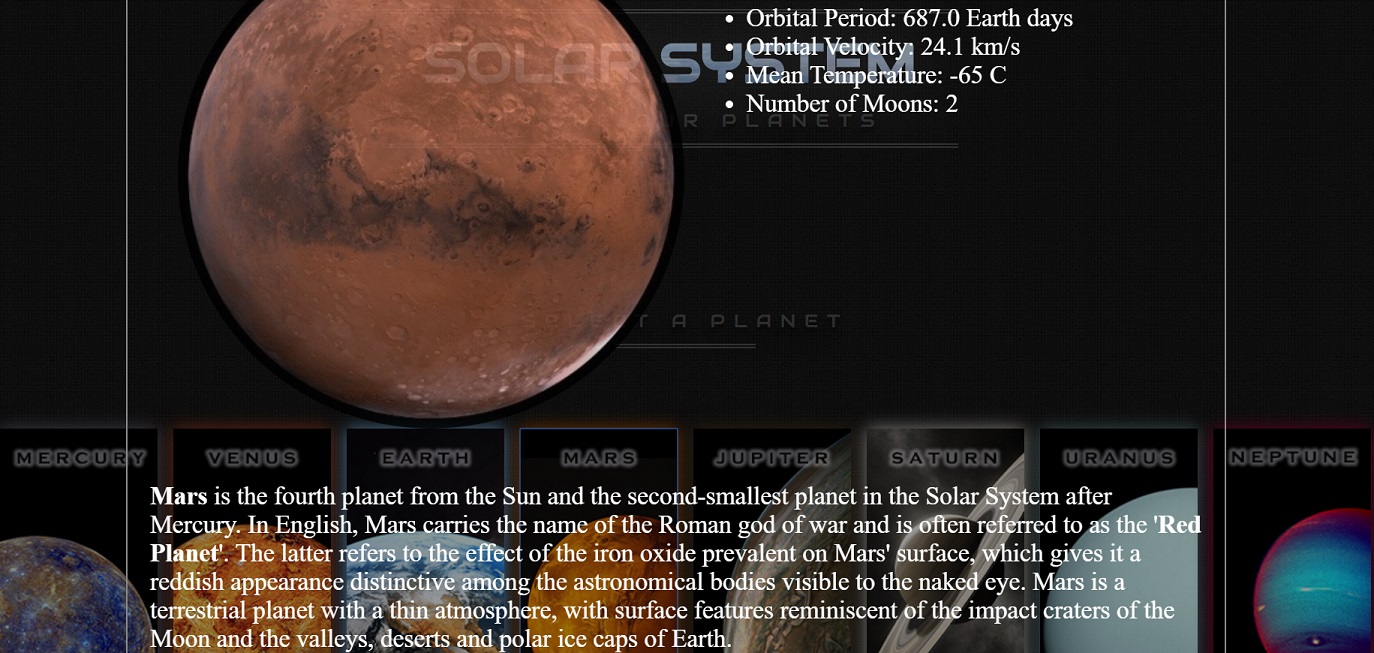 Orbital Period: 687.0 Earth days
SOLAR SYSTEM
Orbital Velocity: 24.1 km/s
Mean Temperature: -65 C
Number of Moons: 2
PLANETS
A PLANET
MERCURY
VENUS
EARTH
MARS
JUPITER
SATURN
URANUS
NEPTUNE
Mars is the fourth planet from the Sun and the second-smallest planet in the Solar System after
Mercury. In English, Mars carries the name of the Roman god of war and is often referred to as the 'Red
Planet'. The latter refers to the effect of the iron oxide prevalent on Mars' surface, which gives it a
reddish appearance distinctive among the astronomical bodies visible to the naked eye. Mars is a
terrestrial planet with a thin atmosphere, with surface features reminiscent of the impact craters of the
Moon and the valleys, deserts and polar ice caps of Earth.